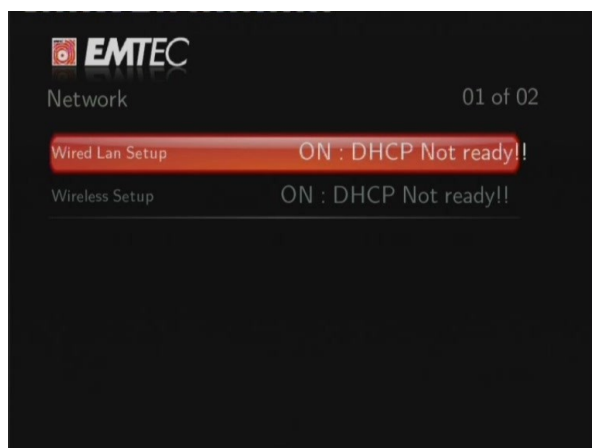 EMTEC
Network 01 of 02
Wired Lan Setup ON : DHCP Not ready!!
Wireless Setup ON : DHCP Not ready!!